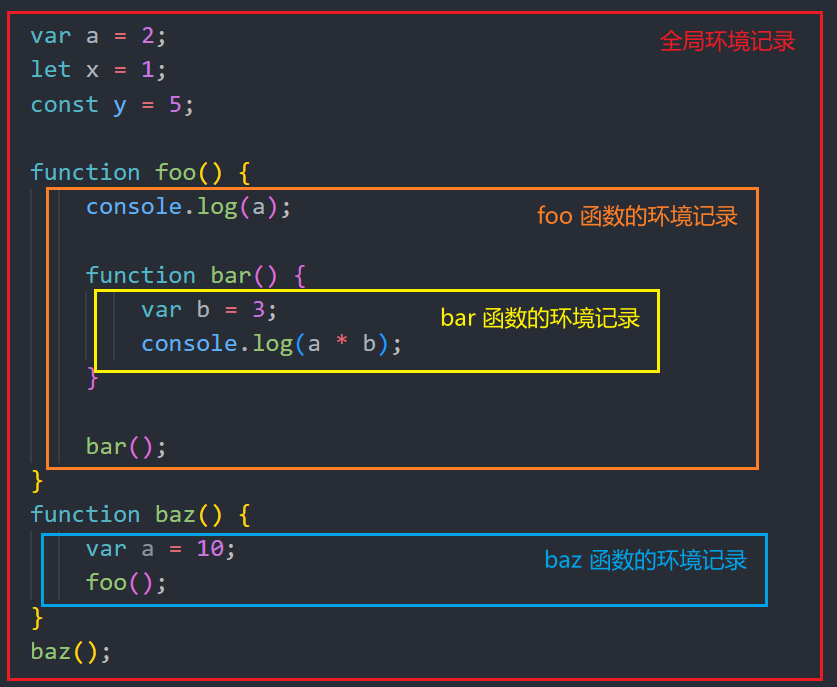 var a = 2;
全局环境记录
let x = 1;
const y = 5;
function foo() {
console.log(a);
foo 函数的环境记录
function bar() {
var b = 3;
bar 函数的环境记录
console.log(a * b);
}
bar();
}
function baz() {
var a = 10;
baz 函数的环境记录
foo();
}
baz();